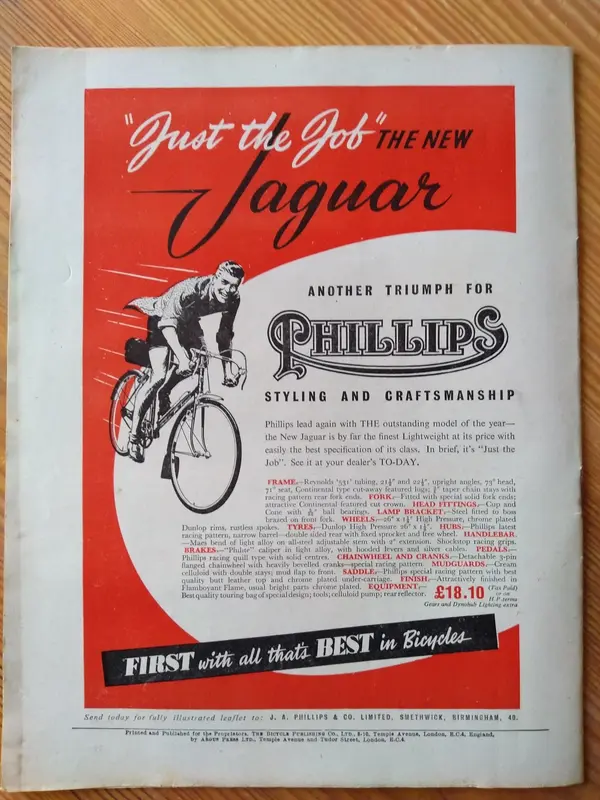 "Just the Job" THE NEW
Jaguar
ANOTHER TRIUMPH FOR
PHILLIPS
STYLING AND CRAFTSMANSHIP
Phillips lead again with THE outstanding model of the year—
the New Jaguar is by far the finest Lightweight at its price with
easily the best specification of its class. In brief, it's "Just the
Job". See it at your dealer's TO-DAY.
FRAME.—Reynolds '531' tubing, 21½" and 22½", upright angles, 73° head,
71° seat, Continental type cut-away featured lugs; ⅝" taper chain stays with
racing pattern rear fork ends. FORK.—Fitted with special solid fork ends;
attractive Continental featured cut crown. HEAD FITTINGS.—Cup and
Cone with ball bearings. LAMP BRACKET.—Steel fitted to boss
brazed on front fork. WHEELS.—26" x 1¼" High Pressure, chrome plated
Dunlop rims, rustless spokes. TYRES.—Dunlop High Pressure 26" x 1¼". HUBS.—Phillips latest
racing pattern, narrow barrel—double sided rear with fixed sprocket and free wheel. HANDLEBAR.
—Maes bend of light alloy on all-steel adjustable stem with 2" extension. Shockstop racing grips.
BRAKES.—"Philite" caliper in light alloy, with hooded levers and silver cables. PEDALS.—
Phillips racing quill type with solid centres. CHAINWHEEL AND CRANKS.—Detachable 3-pin
flanged chainwheel with heavily bevelled cranks—special racing pattern. MUDGUARDS.—Cream
celluloid with double stays; mud flap to front. SADDLE.—Phillips special racing pattern with best
quality butt leather top and chrome plated under-carriage. FINISH.—Attractively finished in
Flamboyant Flame, usual bright parts chrome plated. EQUIPMENT.—
Best quality touring bag of special design; tools; celluloid pump; rear reflector.
£18.10 (Tax Paid)
or on
H.P. terms
Gears and Dynohub Lighting extra
FIRST with all that's BEST in Bicycles
Send today for fully illustrated leaflet to: J. A. PHILLIPS & CO. LIMITED, SMETHWICK, BIRMINGHAM, 40.
Printed and Published for the Proprietors, THE BICYCLE PUBLISHING CO., LTD., 8-10, Temple Avenue, London, E.C.4, England,
by ARGUS PRESS LTD., Temple Avenue and Tudor Street, London, E.C.4.